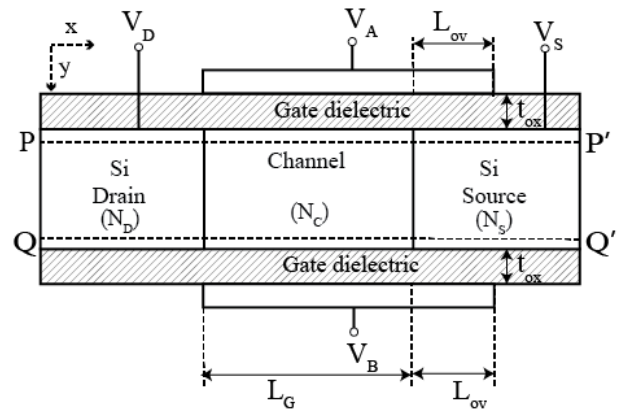 V_D
V_A
L_ov
V_S
x
y
Gate dielectric
t_ox
P
P′
Si
Drain
(N_D)
Channel
(N_C)
Si
Source
(N_S)
Q
Q′
Gate dielectric
t_ox
V_B
L_G
L_ov